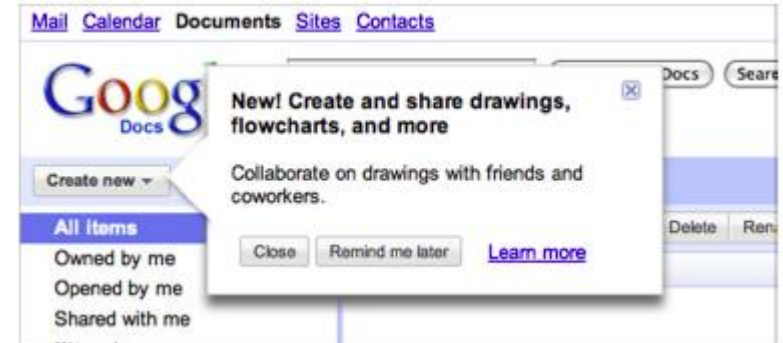 Mail Calendar Documents Sites Contacts
Goog
Docs
Docs
New! Create and share drawings,
flowcharts, and more
Create new
Collaborate on drawings with friends and
coworkers.
All items
Close Remind me later Learn more
Delete
Owned by me
Opened by me
Shared with me